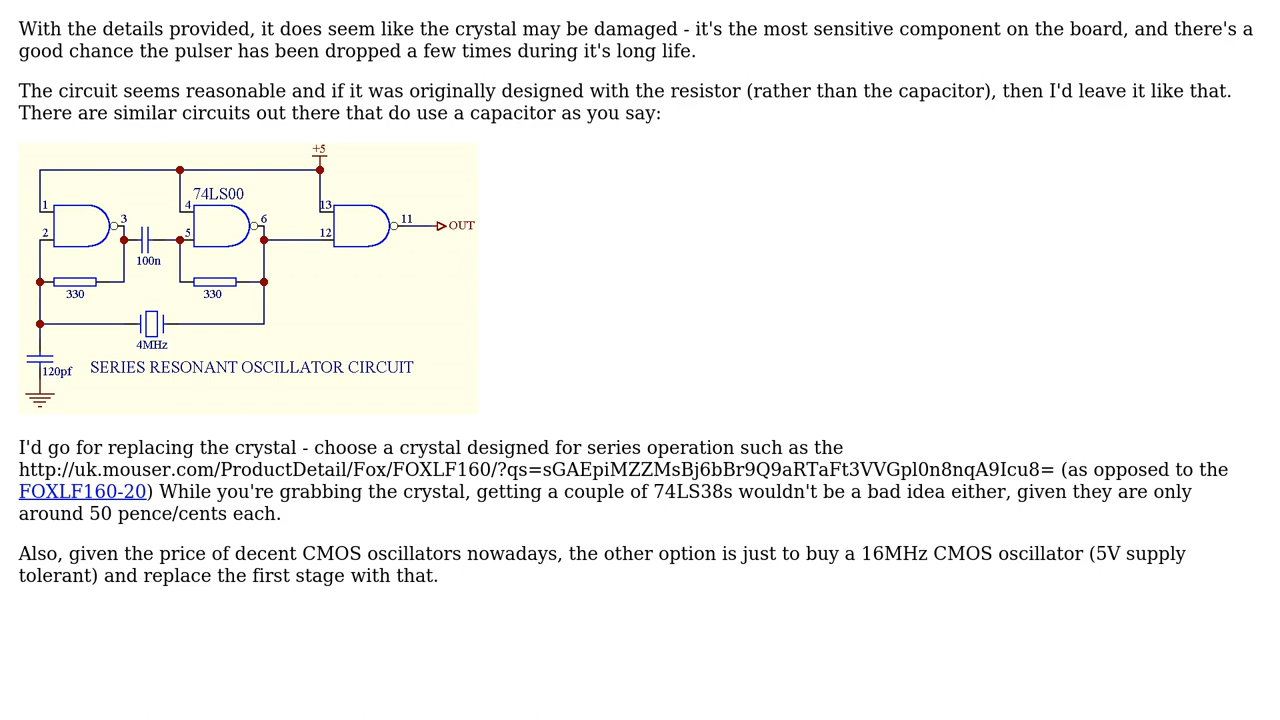 With the details provided, it does seem like the crystal may be damaged - it's the most sensitive component on the board, and there's a
good chance the pulser has been dropped a few times during it's long life.
The circuit seems reasonable and if it was originally designed with the resistor (rather than the capacitor), then I'd leave it like that.
There are similar circuits out there that do use a capacitor as you say:
+5
74LS00
1
2
3
4
5
6
13
12
11
OUT
100n
330
330
4MHz
120pf
SERIES RESONANT OSCILLATOR CIRCUIT
I'd go for replacing the crystal - choose a crystal designed for series operation such as the
http://uk.mouser.com/ProductDetail/Fox/FOXLF160/?qs=sGAEpiMZZMsBj6bBr9Q9aRTaFt3VVGpl0n8nqA9Icu8= (as opposed to the
FOXLF160-20) While you're grabbing the crystal, getting a couple of 74LS38s wouldn't be a bad idea either, given they are only
around 50 pence/cents each.
Also, given the price of decent CMOS oscillators nowadays, the other option is just to buy a 16MHz CMOS oscillator (5V supply
tolerant) and replace the first stage with that.